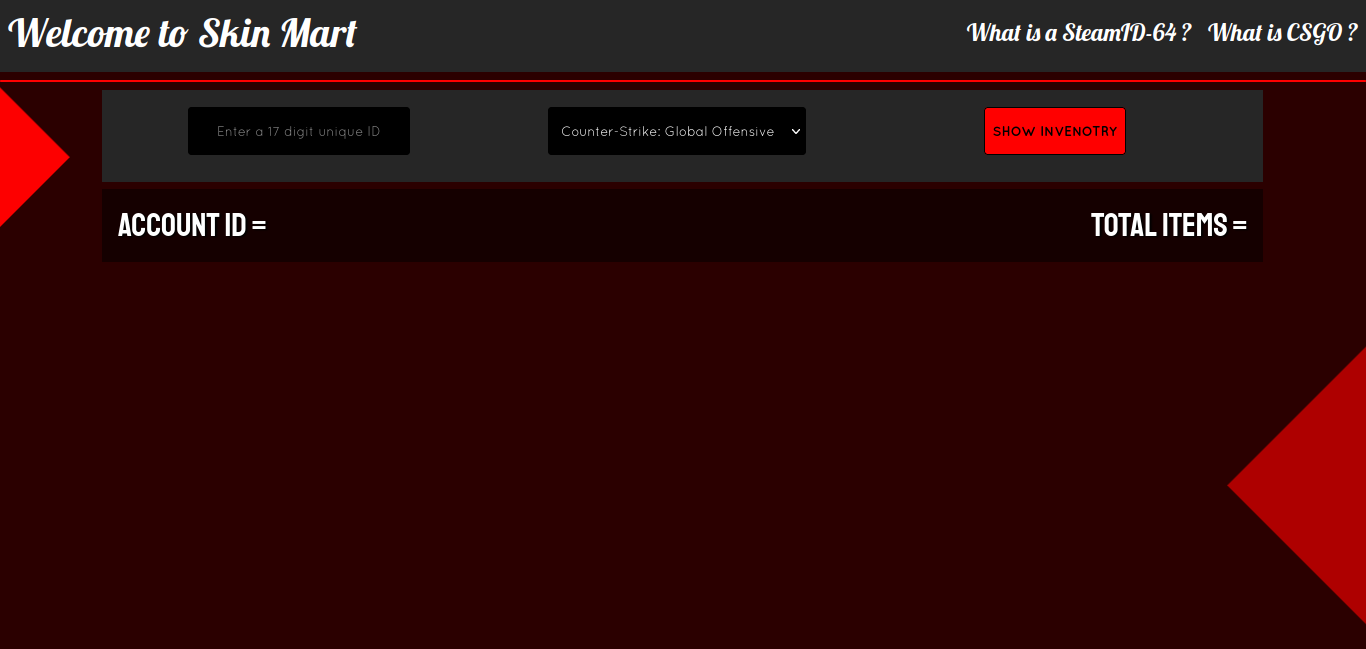 Welcome to Skin Mart
What is a SteamID-64 ? What is CSGO ?
Enter a 17 digit unique ID
Counter-Strike: Global Offensive
SHOW INVENOTRY
ACCOUNT ID =
TOTAL ITEMS =